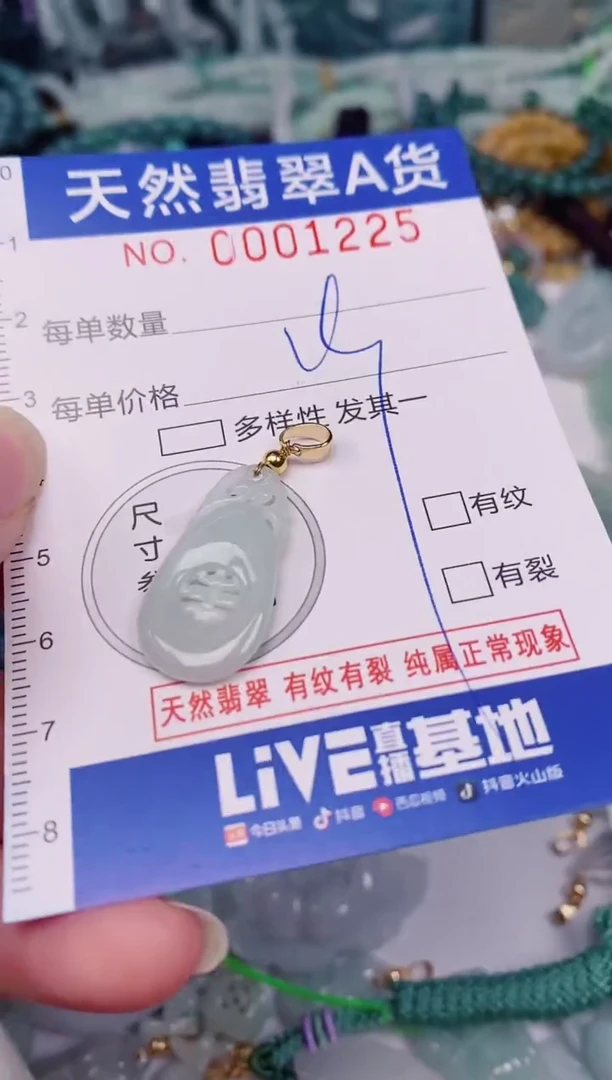 天然翡翠A货
NO. 0001225
每单数量
每单价格
多样性 发其一
尺
寸
有纹
有裂
天然翡翠 有纹有裂 纯属正常现象
LiVE直播基地
今日头条 抖音 西瓜视频 抖音火山版
0
1
2
3
5
6
7
8